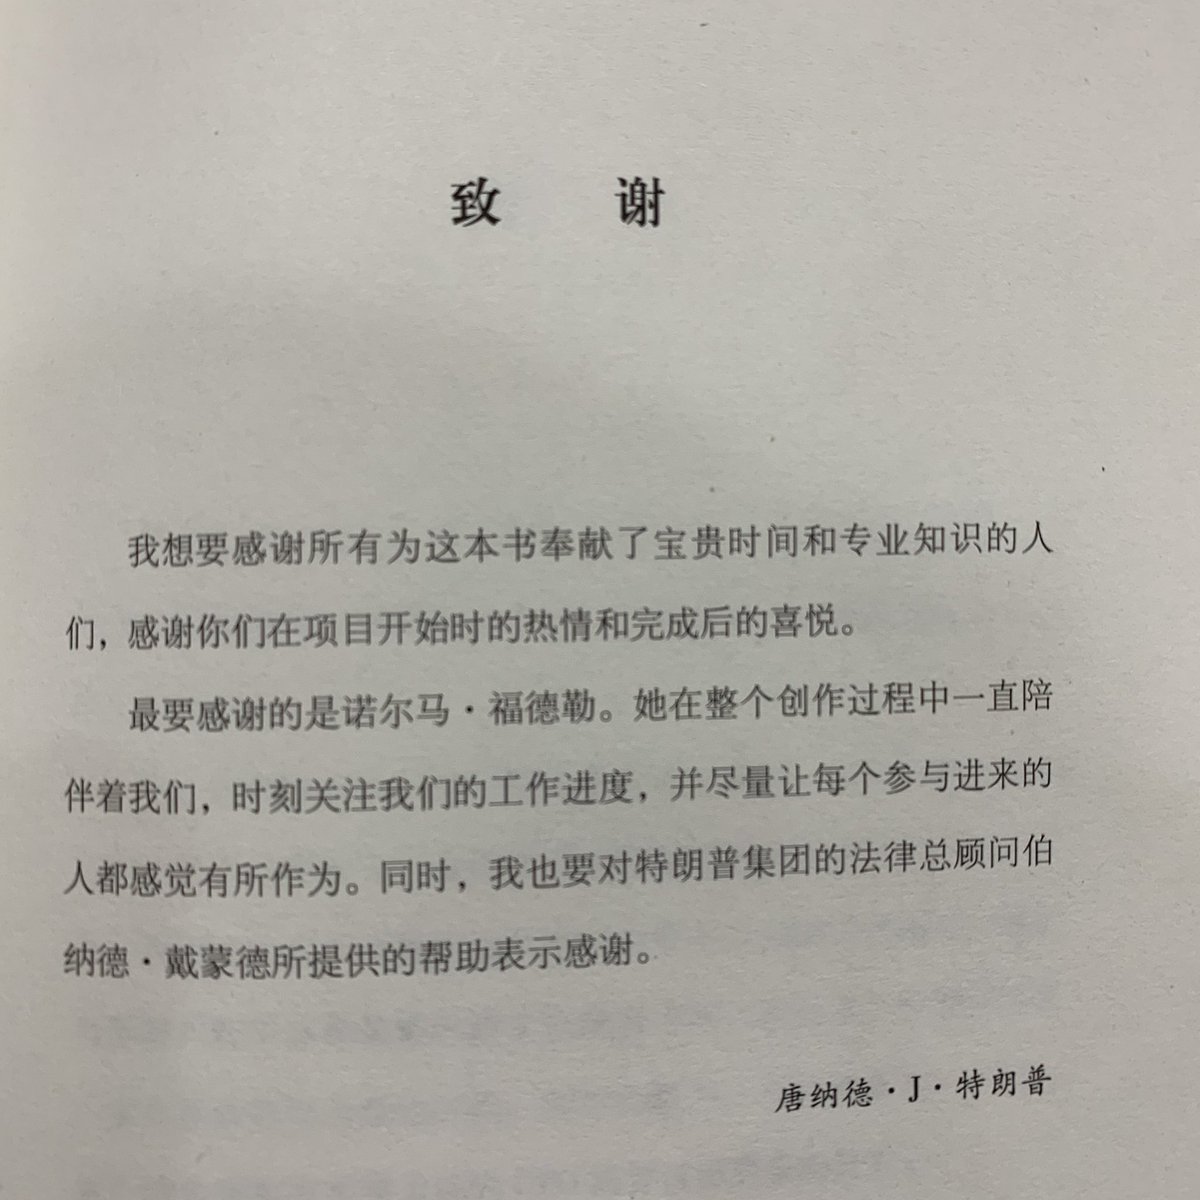 致 谢
我想要感谢所有为这本书奉献了宝贵时间和专业知识的人
们，感谢你们在项目开始时的热情和完成后的喜悦。
最要感谢的是诺尔马·福德勒。她在整个创作过程中一直陪
伴着我们，时刻关注我们的工作进度，并尽量让每个参与进来的
人都感觉有所作为。同时，我也要对特朗普集团的法律总顾问伯
纳德·戴蒙德所提供的帮助表示感谢。
唐纳德·J·特朗普